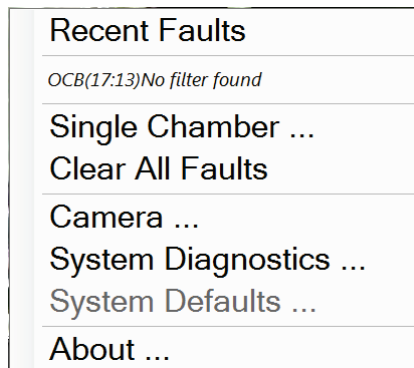 Recent Faults
OCB(17:13)No filter found
Single Chamber ...
Clear All Faults
Camera ...
System Diagnostics ...
System Defaults ...
About ...